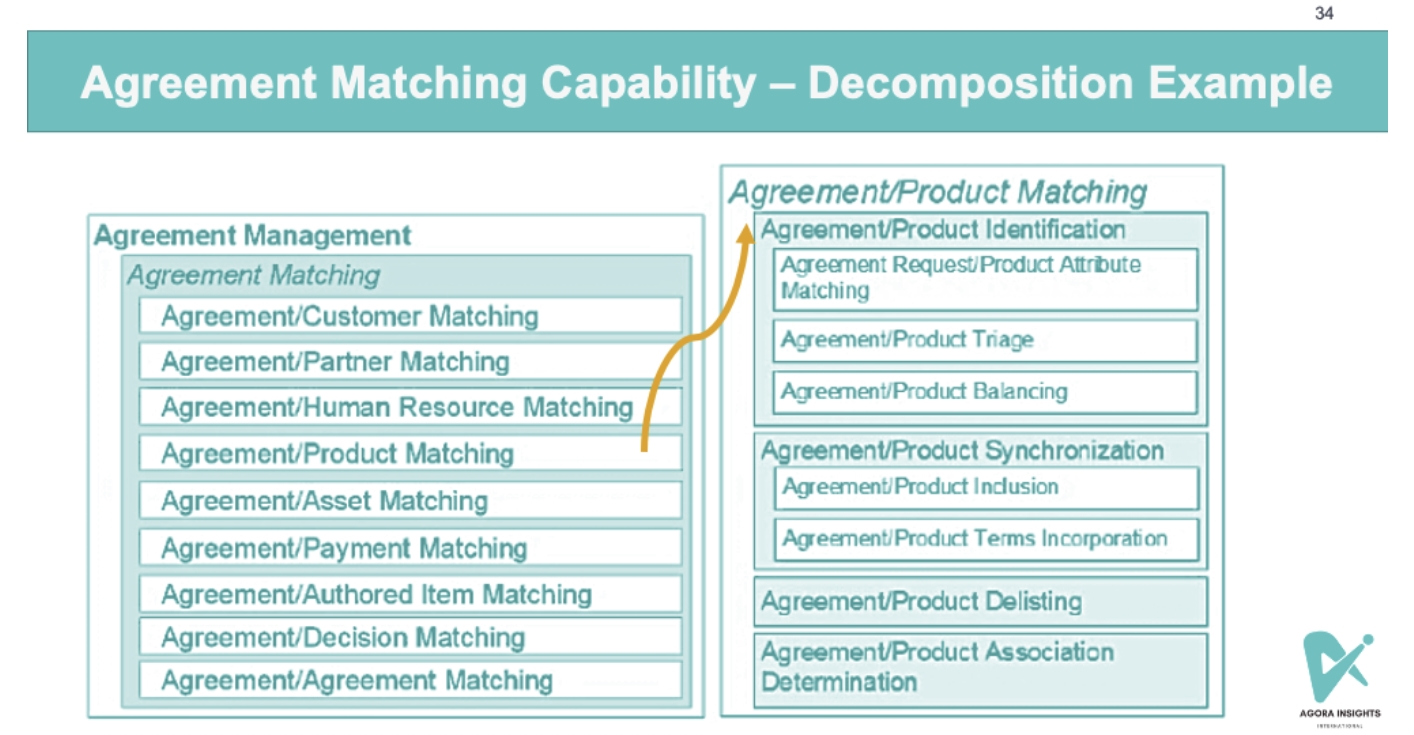 34
Agreement Matching Capability – Decomposition Example
Agreement Management
Agreement Matching
Agreement/Customer Matching
Agreement/Partner Matching
Agreement/Human Resource Matching
Agreement/Product Matching
Agreement/Asset Matching
Agreement/Payment Matching
Agreement/Authored Item Matching
Agreement/Decision Matching
Agreement/Agreement Matching
Agreement/Product Matching
Agreement/Product Identification
Agreement Request/Product Attribute
Matching
Agreement/Product Triage
Agreement/Product Balancing
Agreement/Product Synchronization
Agreement/Product Inclusion
Agreement/Product Terms Incorporation
Agreement/Product Delisting
Agreement/Product Association
Determination
AGORA INSIGHTS
INTERNATIONAL